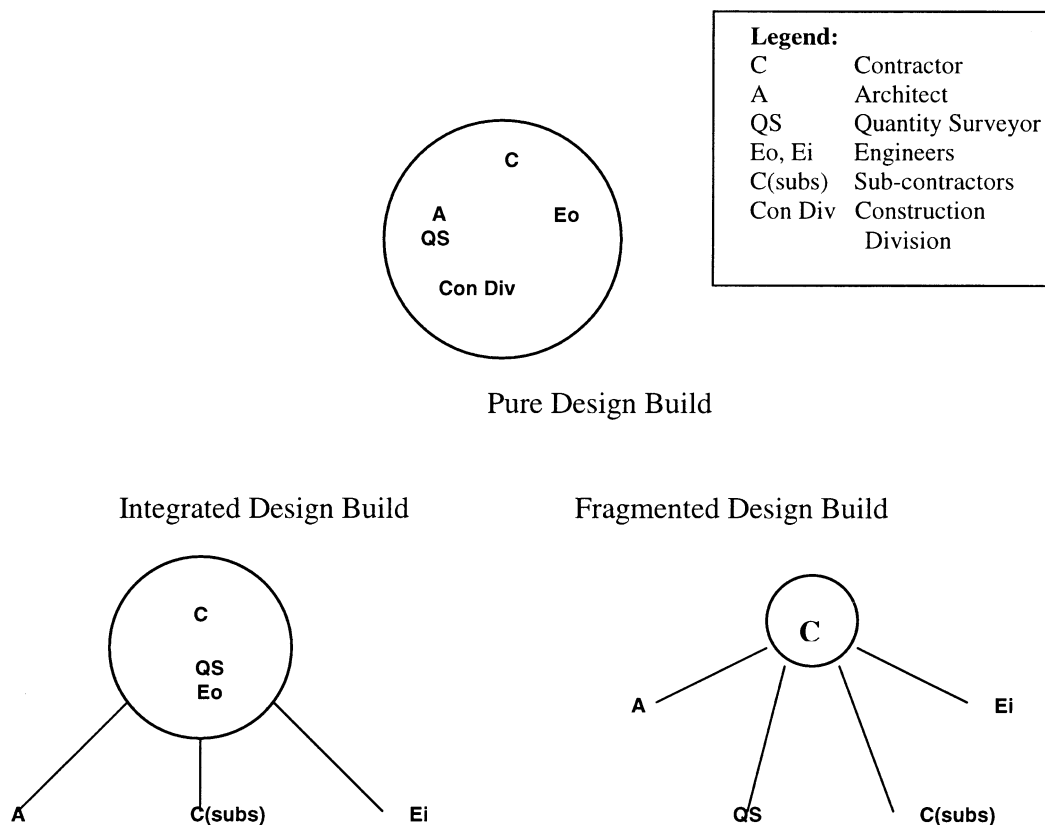 Legend:
C Contractor
A Architect
QS Quantity Surveyor
Eo, Ei Engineers
C(subs) Sub-contractors
Con Div Construction
Division
C
A
Eo
QS
Con Div
Pure Design Build
Integrated Design Build
C
QS
Eo
A
C(subs)
Ei
Fragmented Design Build
C
A
Ei
QS
C(subs)